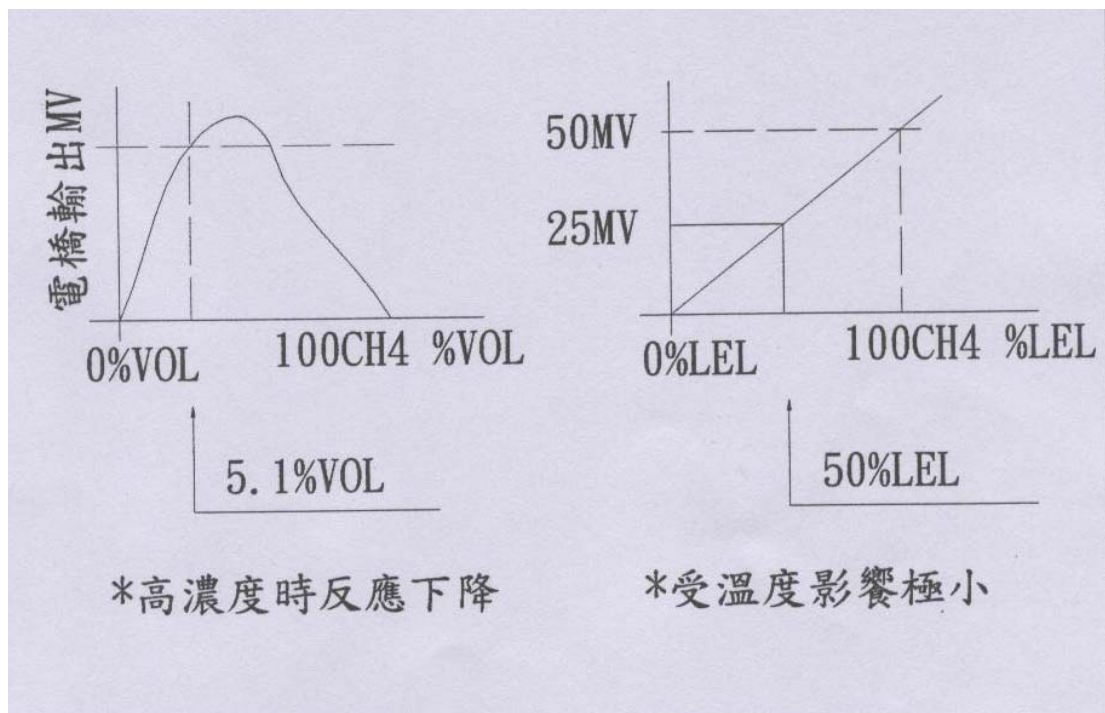 電橋輸出MV
0%VOL
100CH4 %VOL
5.1%VOL
*高濃度時反應下降
50MV
25MV
0%LEL
100CH4 %LEL
50%LEL
*受溫度影饗極小